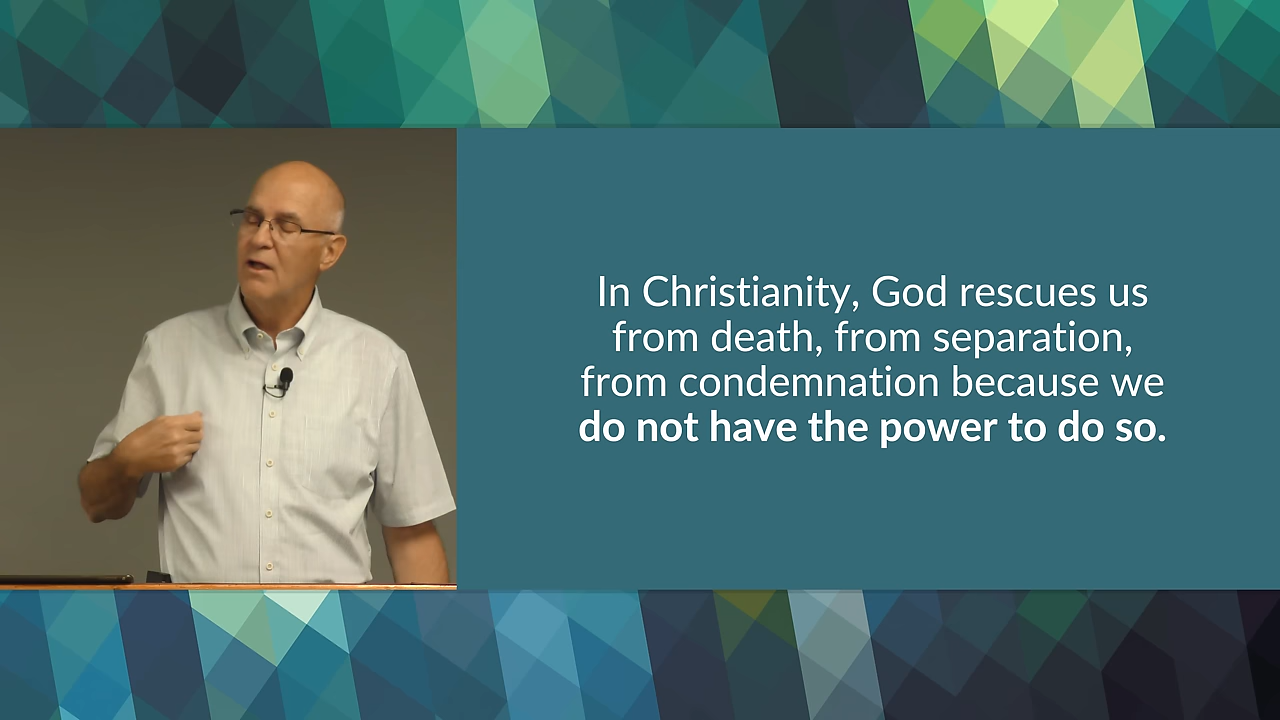 In Christianity, God rescues us
from death, from separation,
from condemnation because we
do not have the power to do so.